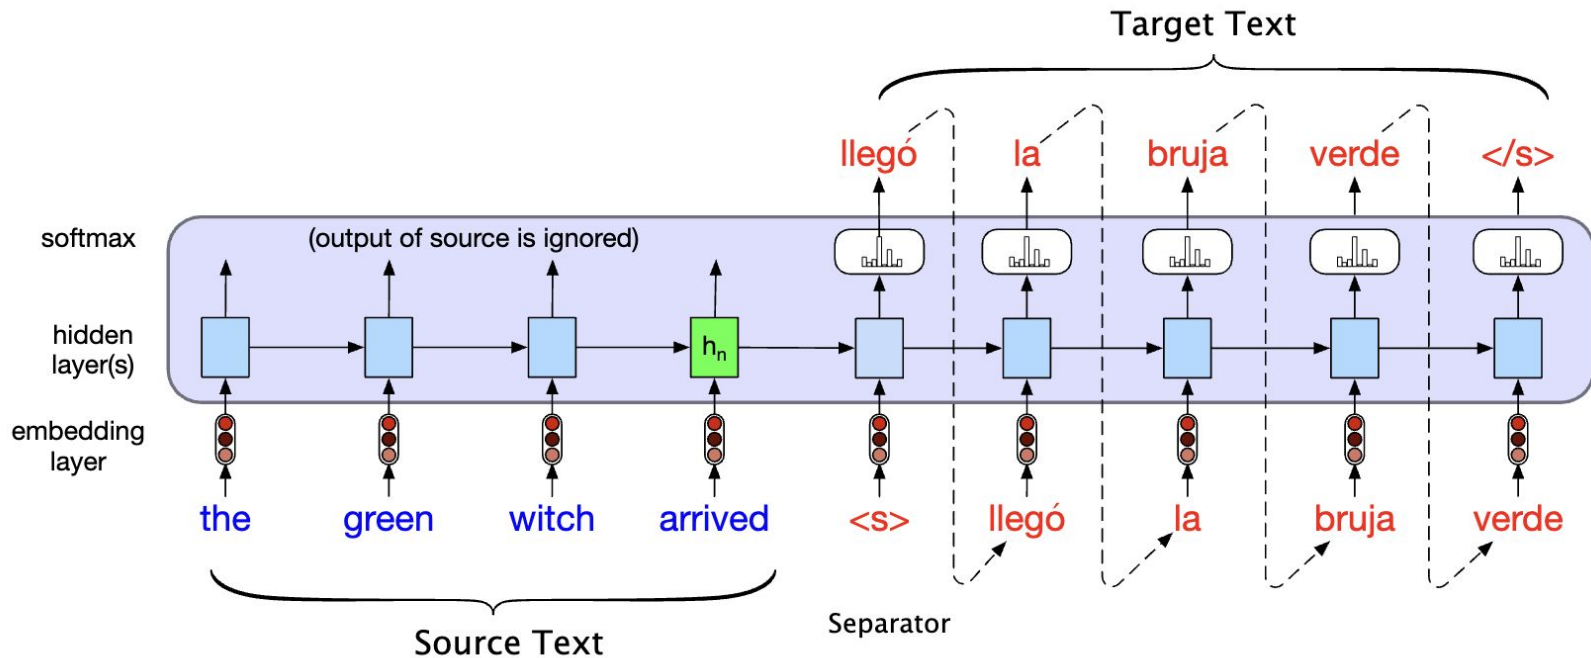 Target Text
llegó la bruja verde </s>
softmax
(output of source is ignored)
hidden
layer(s)
hn
embedding
layer
the green witch arrived <s> llegó la bruja verde
Separator
Source Text